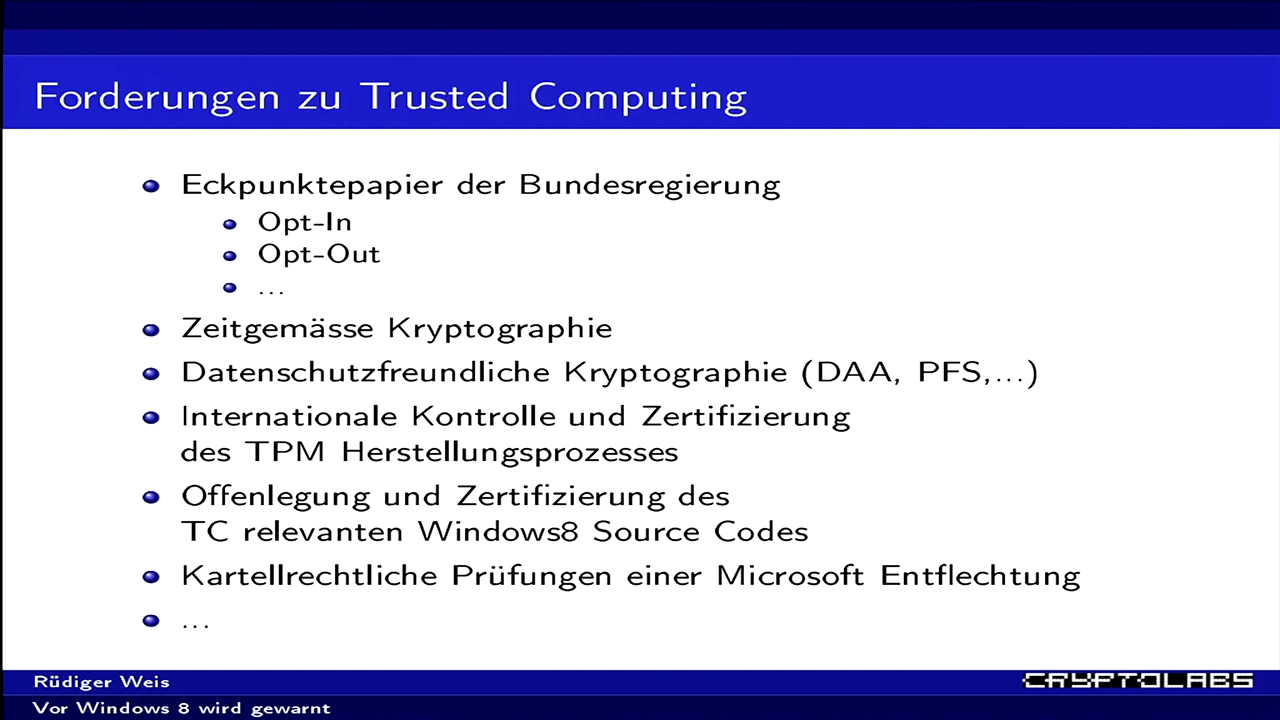 Forderungen zu Trusted Computing
Eckpunktepapier der Bundesregierung
Opt-In
Opt-Out
...
Zeitgemässe Kryptographie
Datenschutzfreundliche Kryptographie (DAA, PFS,...)
Internationale Kontrolle und Zertifizierung
des TPM Herstellungsprozesses
Offenlegung und Zertifizierung des
TC relevanten Windows8 Source Codes
Kartellrechtliche Prüfungen einer Microsoft Entflechtung
...
Rüdiger Weis
CRYPTOLABS
Vor Windows 8 wird gewarnt